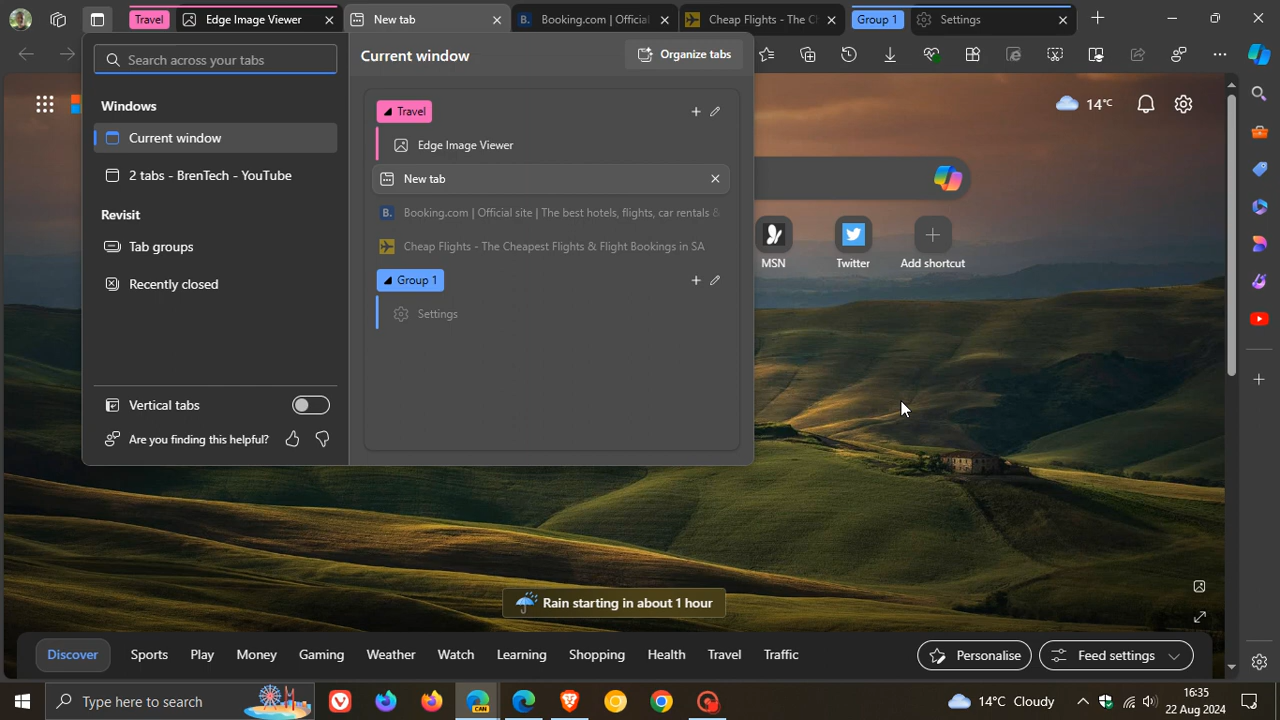 Travel
Edge Image Viewer
New tab
Booking.com | Official
Cheap Flights - The C
Group 1
Settings
Search across your tabs
Current window
Organize tabs
Windows
Current window
2 tabs - BrenTech - YouTube
Revisit
Tab groups
Recently closed
Vertical tabs
Are you finding this helpful?
Travel
Edge Image Viewer
New tab
B. Booking.com | Official site | The best hotels, flights, car rentals &
Cheap Flights - The Cheapest Flights & Flight Bookings in SA
Group 1
Settings
14°C
MSN
Twitter
Add shortcut
Rain starting in about 1 hour
Discover
Sports
Play
Money
Gaming
Weather
Watch
Learning
Shopping
Health
Travel
Traffic
Personalise
Feed settings
Type here to search
CAN
14°C Cloudy
16:35
22 Aug 2024